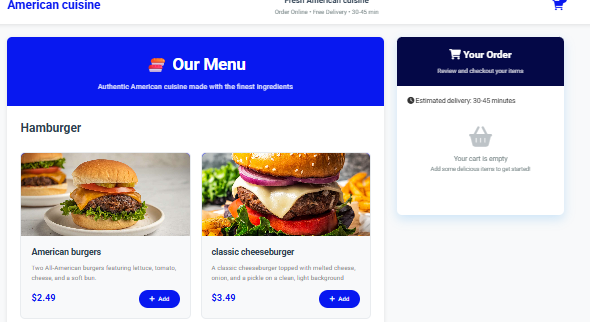 American cuisine
Fresh American cuisine
Order Online • Free Delivery • 30-45 min
Our Menu
Authentic American cuisine made with the finest ingredients
Hamburger
American burgers
Two All-American burgers featuring lettuce, tomato,
cheese, and a soft bun.
$2.49
+ Add
classic cheeseburger
A classic cheeseburger topped with melted cheese,
onion, and a pickle on a clean, light background
$3.49
+ Add
Your Order
Review and checkout your items
Estimated delivery: 30-45 minutes
Your cart is empty
Add some delicious items to get started!